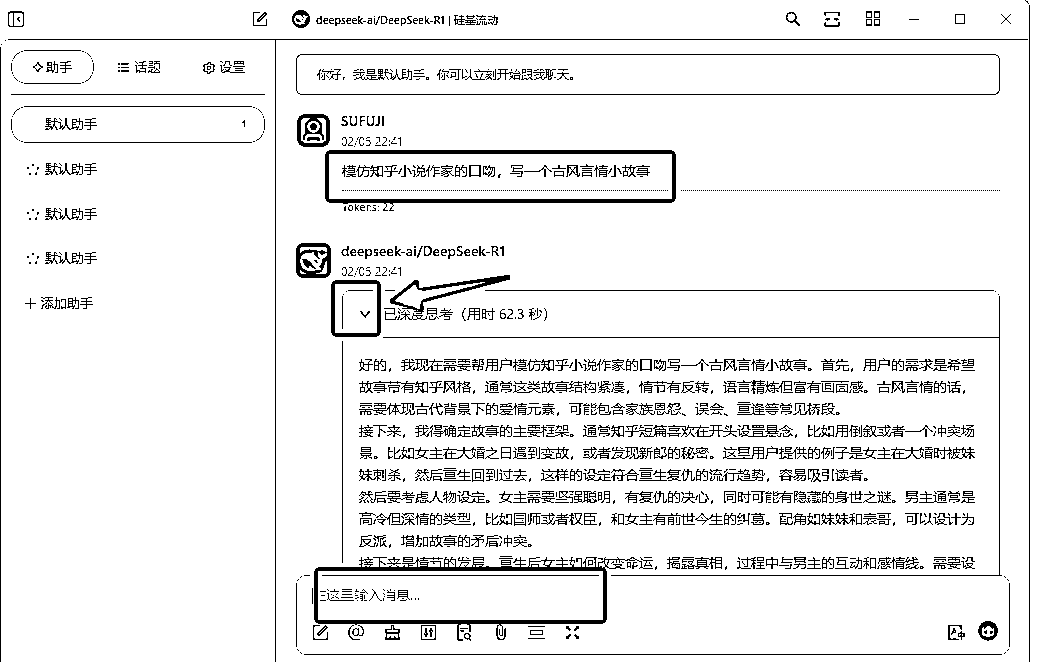 deepseek-ai/DeepSeek-R1 | 硅基流动
助手 话题 设置
默认助手 1
默认助手
默认助手
默认助手
添加助手
你好，我是默认助手。你可以立刻开始跟我聊天。
SUFUJI
02/05 22:41
模仿知乎小说作家的口吻，写一个古风言情小故事
Tokens: 22
deepseek-ai/DeepSeek-R1
02/05 22:41
已深度思考（用时 62.3 秒）
好的，我现在需要帮用户模仿知乎小说作家的口吻写一个古风言情小故事。首先，用户的需求是希望
故事带有知乎风格，通常这类故事结构紧凑，情节有反转，语言精炼但富有画面感。古风言情的话，
需要体现古代背景下的爱情元素，可能包含家族恩怨、误会、重逢等常见桥段。
接下来，我得确定故事的主要框架。通常知乎短篇喜欢在开头设置悬念，比如用倒叙或者一个冲突场
景。比如女主在大婚之日遇到变故，或者发现新郎的秘密。这里用户提供的例子是女主在大婚时被妹
妹刺杀，然后重生回到过去，这样的设定符合重生复仇的流行趋势，容易吸引读者。
然后要考虑人物设定。女主需要坚强聪明，有复仇的决心，同时可能有隐藏的身世之谜。男主通常是
高冷但深情的类型，比如国师或者权臣，和女主有前世今生的纠葛。配角如妹妹和表哥，可以设计为
反派，增加故事的矛盾冲突。
接下来是情节的发展。重生后女主如何改变命运，揭露真相，过程中与男主的互动和感情线。需要设
在这里输入消息...